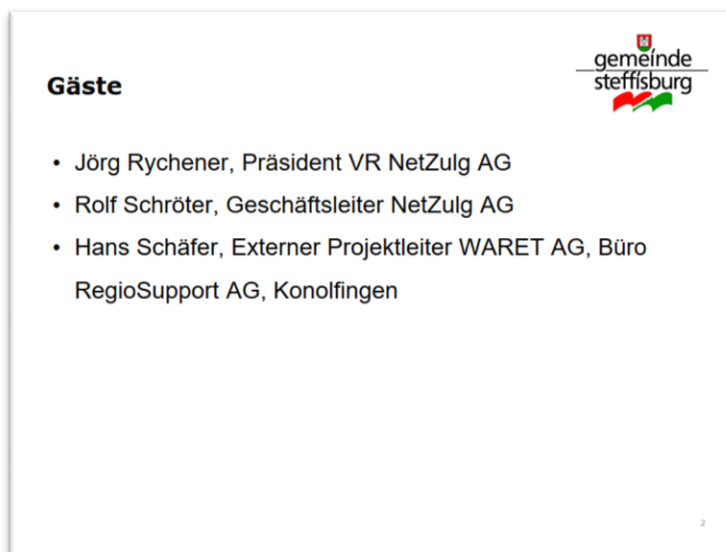 gemeinde
steffisburg
Gäste
• Jörg Rychener, Präsident VR NetZulg AG
• Rolf Schröter, Geschäftsleiter NetZulg AG
• Hans Schäfer, Externer Projektleiter WARET AG, Büro
RegioSupport AG, Konolfingen
2